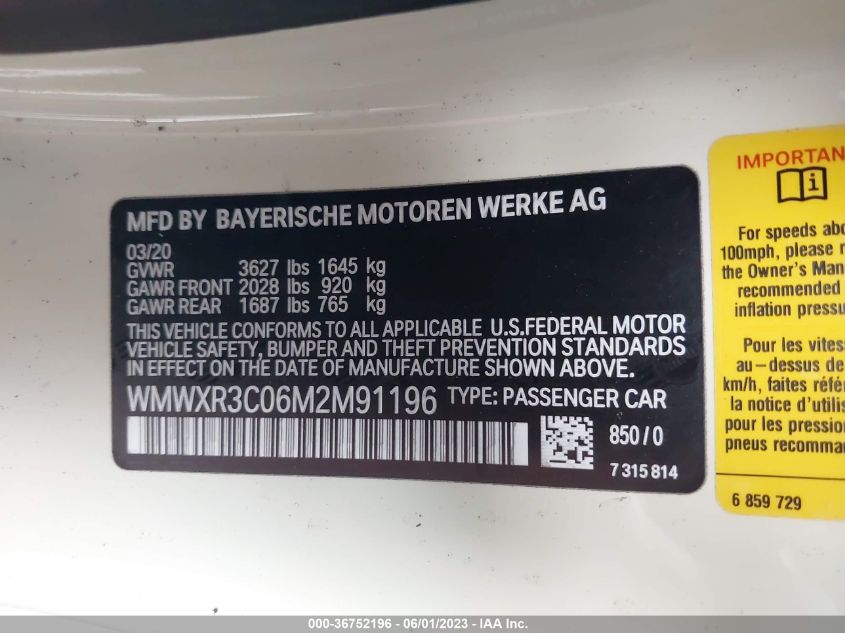 MFD BY BAYERISCHE MOTOREN WERKE AG
03/20
GVWR 3627 lbs 1645 kg
GAWR FRONT 2028 lbs 920 kg
GAWR REAR 1687 lbs 765 kg
THIS VEHICLE CONFORMS TO ALL APPLICABLE U.S.FEDERAL MOTOR
VEHICLE SAFETY, BUMPER AND THEFT PREVENTION STANDARDS
IN EFFECT ON THE DATE OF MANUFACTURE SHOWN ABOVE.
WMWXR3C06M2M91196 TYPE: PASSENGER CAR
850/0
7 315 814
IMPORTAN
i
For speeds abo
100mph, please r
the Owner's Man
recommended
inflation pressu
Pour les vites
au-dessus de
km/h, faites réfé
la notice d'utilis
pour les pression
pneus recomma
6 859 729
000-36752196 - 06/01/2023 - IAA Inc.